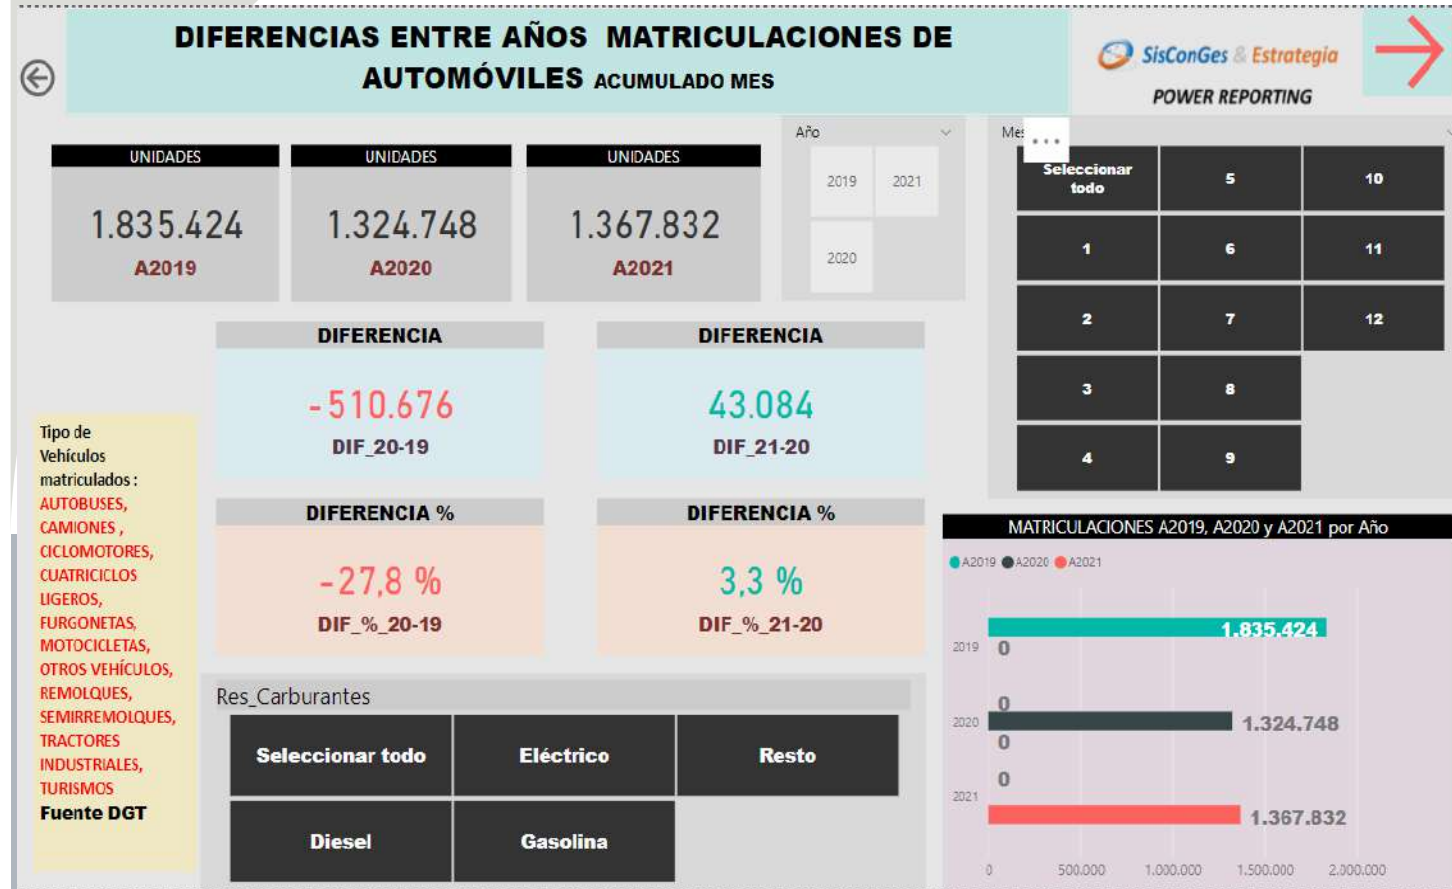 DIFERENCIAS ENTRE AÑOS MATRICULACIONES DE
AUTOMÓVILES ACUMULADO MES
SisConGes & Estrategia
POWER REPORTING
UNIDADES
1.835.424
A2019
UNIDADES
1.324.748
A2020
UNIDADES
1.367.832
A2021
Año
2019
2021
2020
...
Seleccionar
todo
5
10
1
6
11
2
7
12
3
8
4
9
DIFERENCIA
-510.676
DIF_20-19
DIFERENCIA
43.084
DIF_21-20
DIFERENCIA %
-27,8 %
DIF_%_20-19
DIFERENCIA %
3,3 %
DIF_%_21-20
Tipo de
Vehículos
matriculados :
AUTOBUSES,
CAMIONES ,
CICLOMOTORES,
CUATRICICLOS
LIGEROS,
FURGONETAS,
MOTOCICLETAS,
OTROS VEHÍCULOS,
REMOLQUES,
SEMIRREMOLQUES,
TRACTORES
INDUSTRIALES,
TURISMOS
Fuente DGT
Res_Carburantes
Seleccionar todo
Eléctrico
Resto
Diesel
Gasolina
MATRICULACIONES A2019, A2020 y A2021 por Año
A2019 A2020 A2021
1.835.424
2019 0
0
2020 1.324.748
0
0
2021
1.367.832
0 500.000 1.000.000 1.500.000 2.000.000